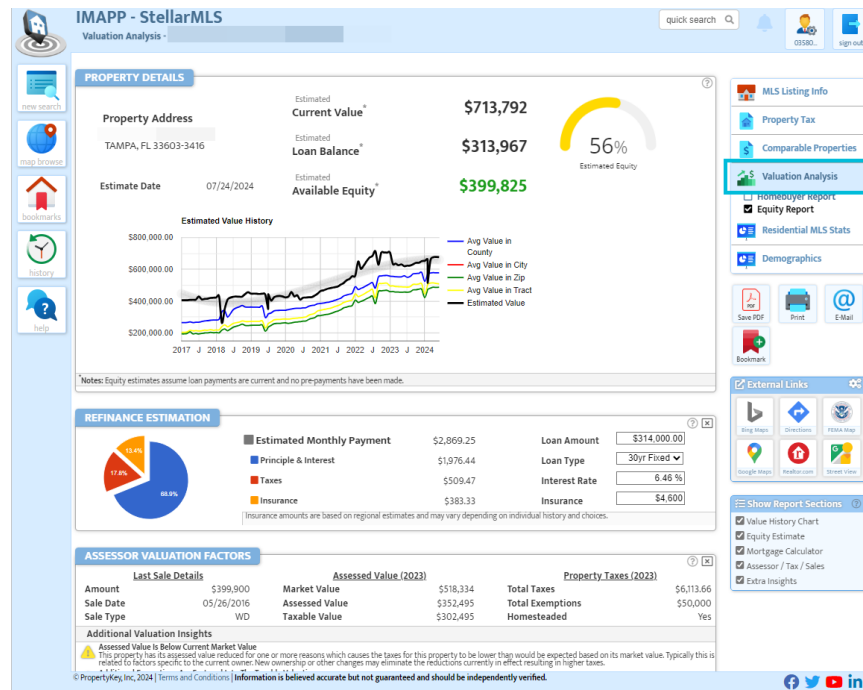 IMAPP - StellarMLS
Valuation Analysis -
quick search
03580...
sign out
new search
map browse
bookmarks
history
help
PROPERTY DETAILS
Property Address
TAMPA, FL 33603-3416
Estimate Date 07/24/2024
Estimated
Current Value* $713,792
Estimated
Loan Balance* $313,967
Estimated
Available Equity* $399,825
56%
Estimated Equity
Estimated Value History
$800,000.00
$600,000.00
$400,000.00
$200,000.00
2017 J 2018 J 2019 J 2020 J 2021 J 2022 J 2023 J 2024
Avg Value in County
Avg Value in City
Avg Value in Zip
Avg Value in Tract
Estimated Value
*Notes: Equity estimates assume loan payments are current and no pre-payments have been made.
REFINANCE ESTIMATION
13.4%
17.8%
68.9%
Estimated Monthly Payment $2,869.25
Principle & Interest $1,976.44
Taxes $509.47
Insurance $383.33
Loan Amount $314,000.00
Loan Type 30yr Fixed
Interest Rate 6.46 %
Insurance $4,600
Insurance amounts are based on regional estimates and may vary depending on individual history and choices.
ASSESSOR VALUATION FACTORS
Last Sale Details Assessed Value (2023) Property Taxes (2023)
Amount $399,900 Market Value $518,334 Total Taxes $6,113.66
Sale Date 05/26/2016 Assessed Value $352,495 Total Exemptions $50,000
Sale Type WD Taxable Value $302,495 Homesteaded Yes
Additional Valuation Insights
Assessed Value Is Below Current Market Value
This property has its assessed value reduced for one or more reasons which causes the taxes for this property to be lower than would be expected based on its market value. Typically this is
related to factors specific to the current owner. New ownership or other changes may eliminate the reductions currently in effect resulting in higher taxes.
MLS Listing Info
Property Tax
Comparable Properties
Valuation Analysis
Homebuyer Report
Equity Report
Residential MLS Stats
Demographics
Save PDF
Print
E-Mail
Bookmark
External Links
Bing Maps
Directions
FEMA Map
Google Maps
Realtor.com
Street View
Show Report Sections
Value History Chart
Equity Estimate
Mortgage Calculator
Assessor / Tax / Sales
Extra Insights
© PropertyKey, Inc, 2024 | Terms and Conditions | Information is believed accurate but not guaranteed and should be independently verified.